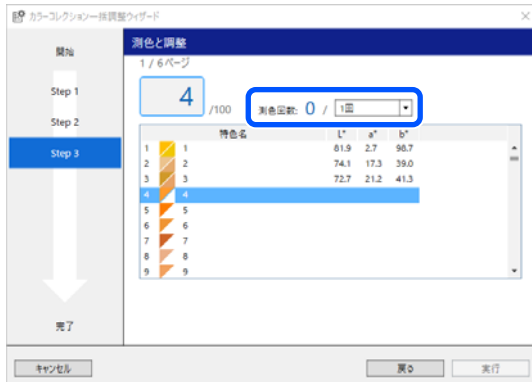 カラーコレクション一括調整ウィザード
開始
Step 1
Step 2
Step 3
完了
測色と調整
1 / 6 ページ
4 /100 測色回数: 0 / 1回
特色名 L* a* b*
1 1 81.9 2.7 98.7
2 2 74.1 17.3 39.0
3 3 72.7 21.2 41.3
4 4
5 5
6 6
7 7
8 8
9 9
キャンセル 戻る 実行